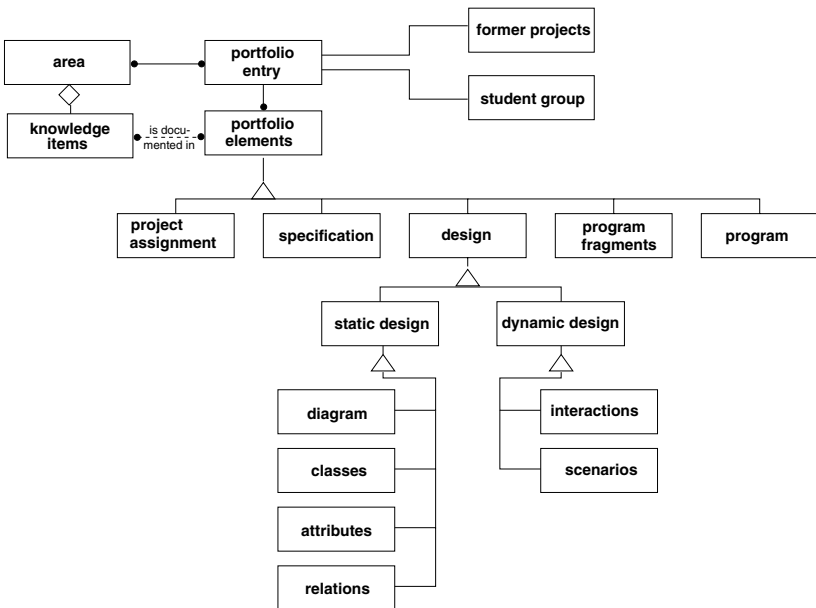 former projects
area
portfolio
entry
student group
knowledge
items
is docu-
mented in
portfolio
elements
project
assignment
specification
design
program
fragments
program
static design
dynamic design
diagram
interactions
classes
scenarios
attributes
relations